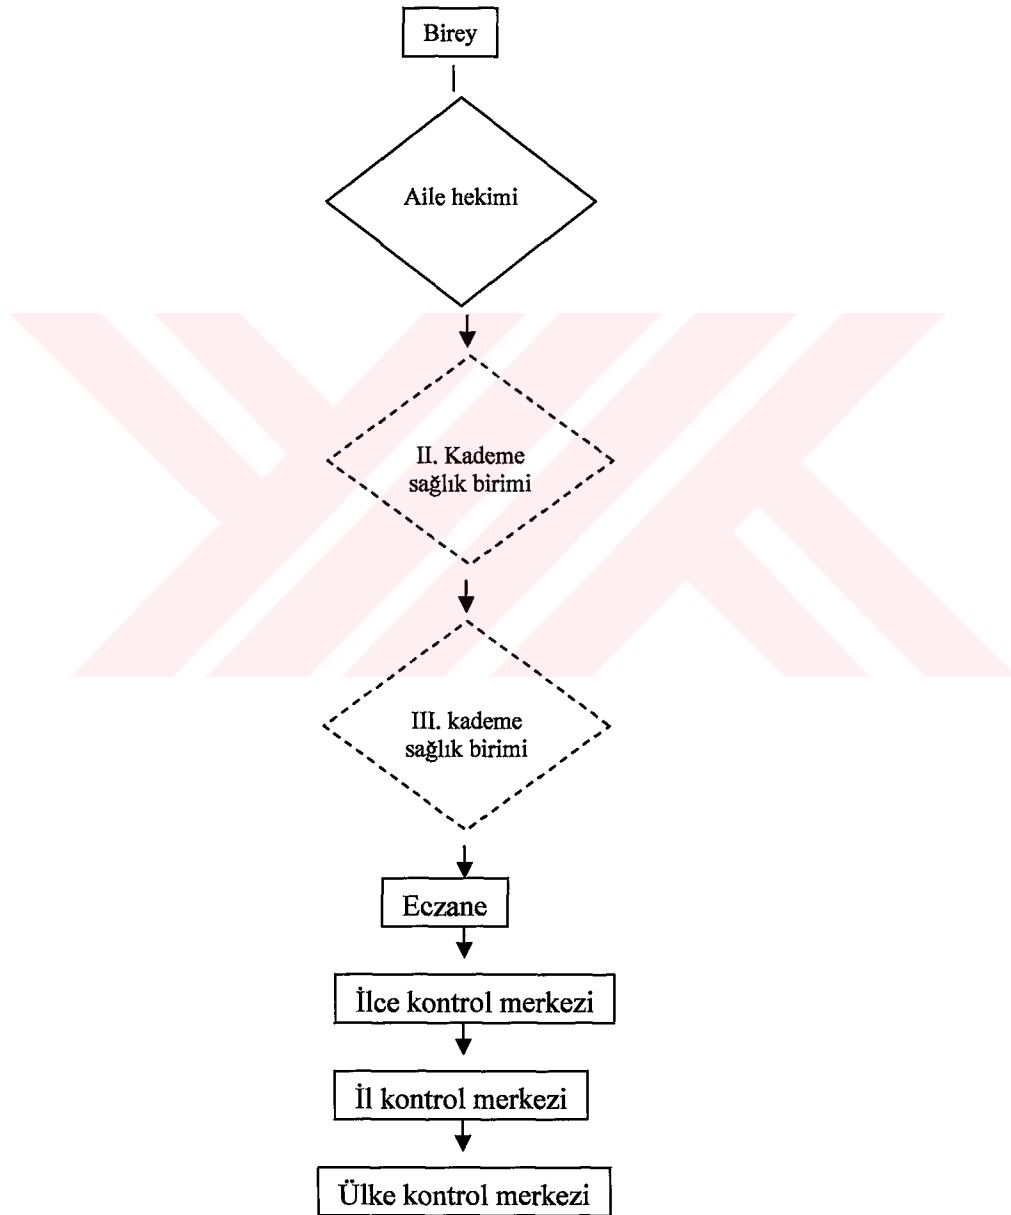 Birey
Aile hekimi
II. Kademe
sağlık birimi
III. kademe
sağlık birimi
Eczane
İlce kontrol merkezi
İl kontrol merkezi
Ülke kontrol merkezi